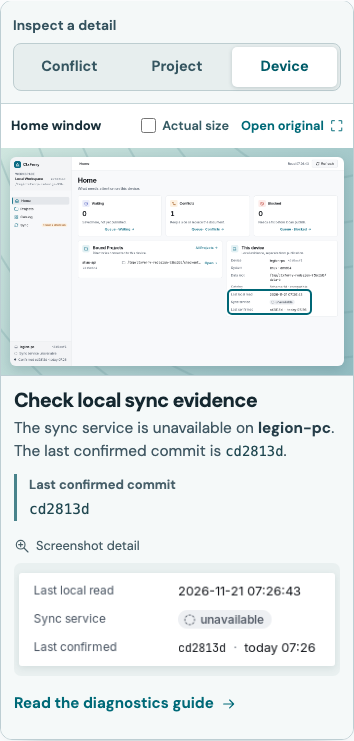 Inspect a detail
Conflict Project Device
Home window Actual size Open original
Home
Home
Waiting Conflicts Blocked
0 1 0
Bound Projects
This device
Check local sync evidence
The sync service is unavailable on legion-pc.
The last confirmed commit is cd2813d.
Last confirmed commit
cd2813d
Screenshot detail
Last local read 2026-11-21 07:26:43
Sync service unavailable
Last confirmed cd2813d · today 07:26
Read the diagnostics guide →